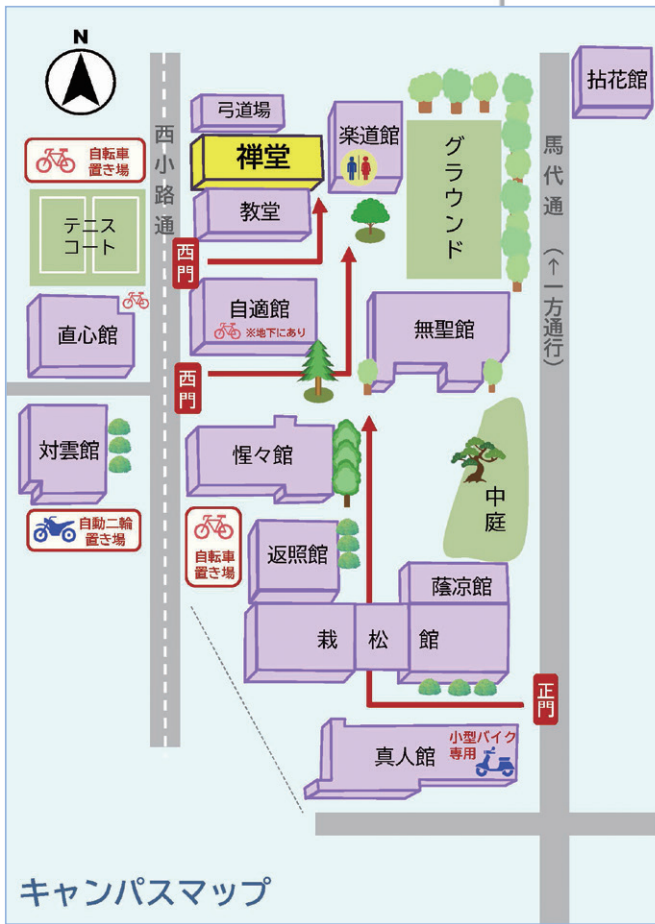 N
弓道場
拈花館
西小路通
禅堂
楽道館
グラウンド
馬代通
(↑一方通行)
自転車
置き場
教堂
テニス
コート
西門
自適館
※地下にあり
直心館
無聖館
西門
対雲館
惺々館
自動二輪
置き場
自転車
置き場
返照館
中庭
蔭凉館
栽松館
正門
真人館
小型バイク
専用
キャンパスマップ